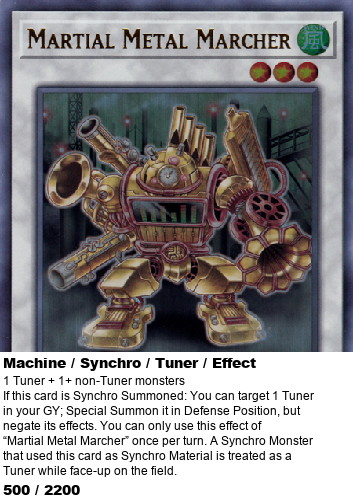 MARTIAL METAL MARCHER 風
Machine / Synchro / Tuner / Effect
1 Tuner + 1+ non-Tuner monsters
If this card is Synchro Summoned: You can target 1 Tuner
in your GY; Special Summon it in Defense Position, but
negate its effects. You can only use this effect of
“Martial Metal Marcher” once per turn. A Synchro Monster
that used this card as Synchro Material is treated as a
Tuner while face-up on the field.
500 / 2200